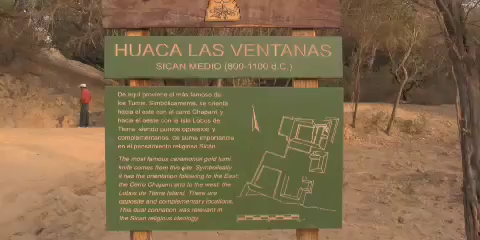 HUACA LAS VENTANAS
SICAN MEDIO (800-1100 d.C.)
De aquí proviene el más famoso de
los Tumis. Simbólicamente, se orienta
hacia el este con el cerro Chaparri y
hacia el oeste con la Isla Lobos de
Tierra, siendo puntos opuestos y
complementarios, de suma importancia
en el pensamiento religioso Sicán.
The most famous ceremonial gold tumi
knife comes from this site. Symbolically
it has the orientation following to the East:
the Cerro Chaparri and to the west: the
Lobos de Tierra Island. There are
opposite and complementary locations.
This dual connotation was relevant in
the Sican religious ideology.